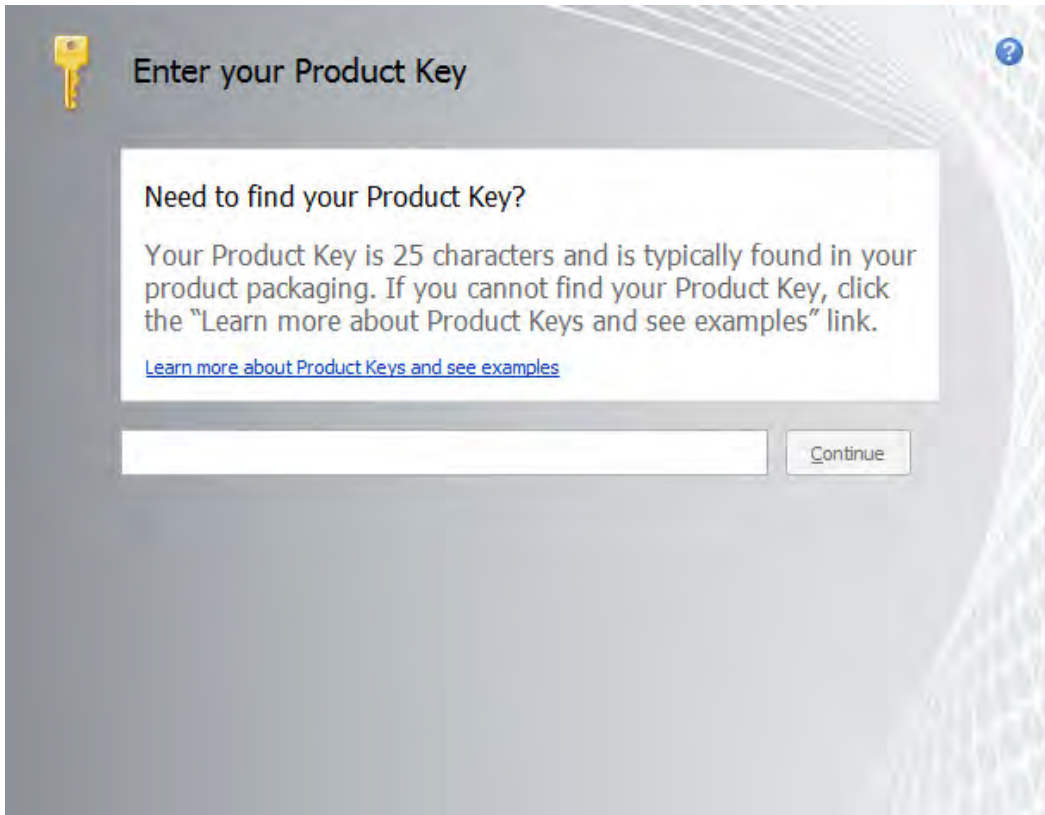 Enter your Product Key
?
Need to find your Product Key?
Your Product Key is 25 characters and is typically found in your
product packaging. If you cannot find your Product Key, click
the “Learn more about Product Keys and see examples” link.
Learn more about Product Keys and see examples
Continue